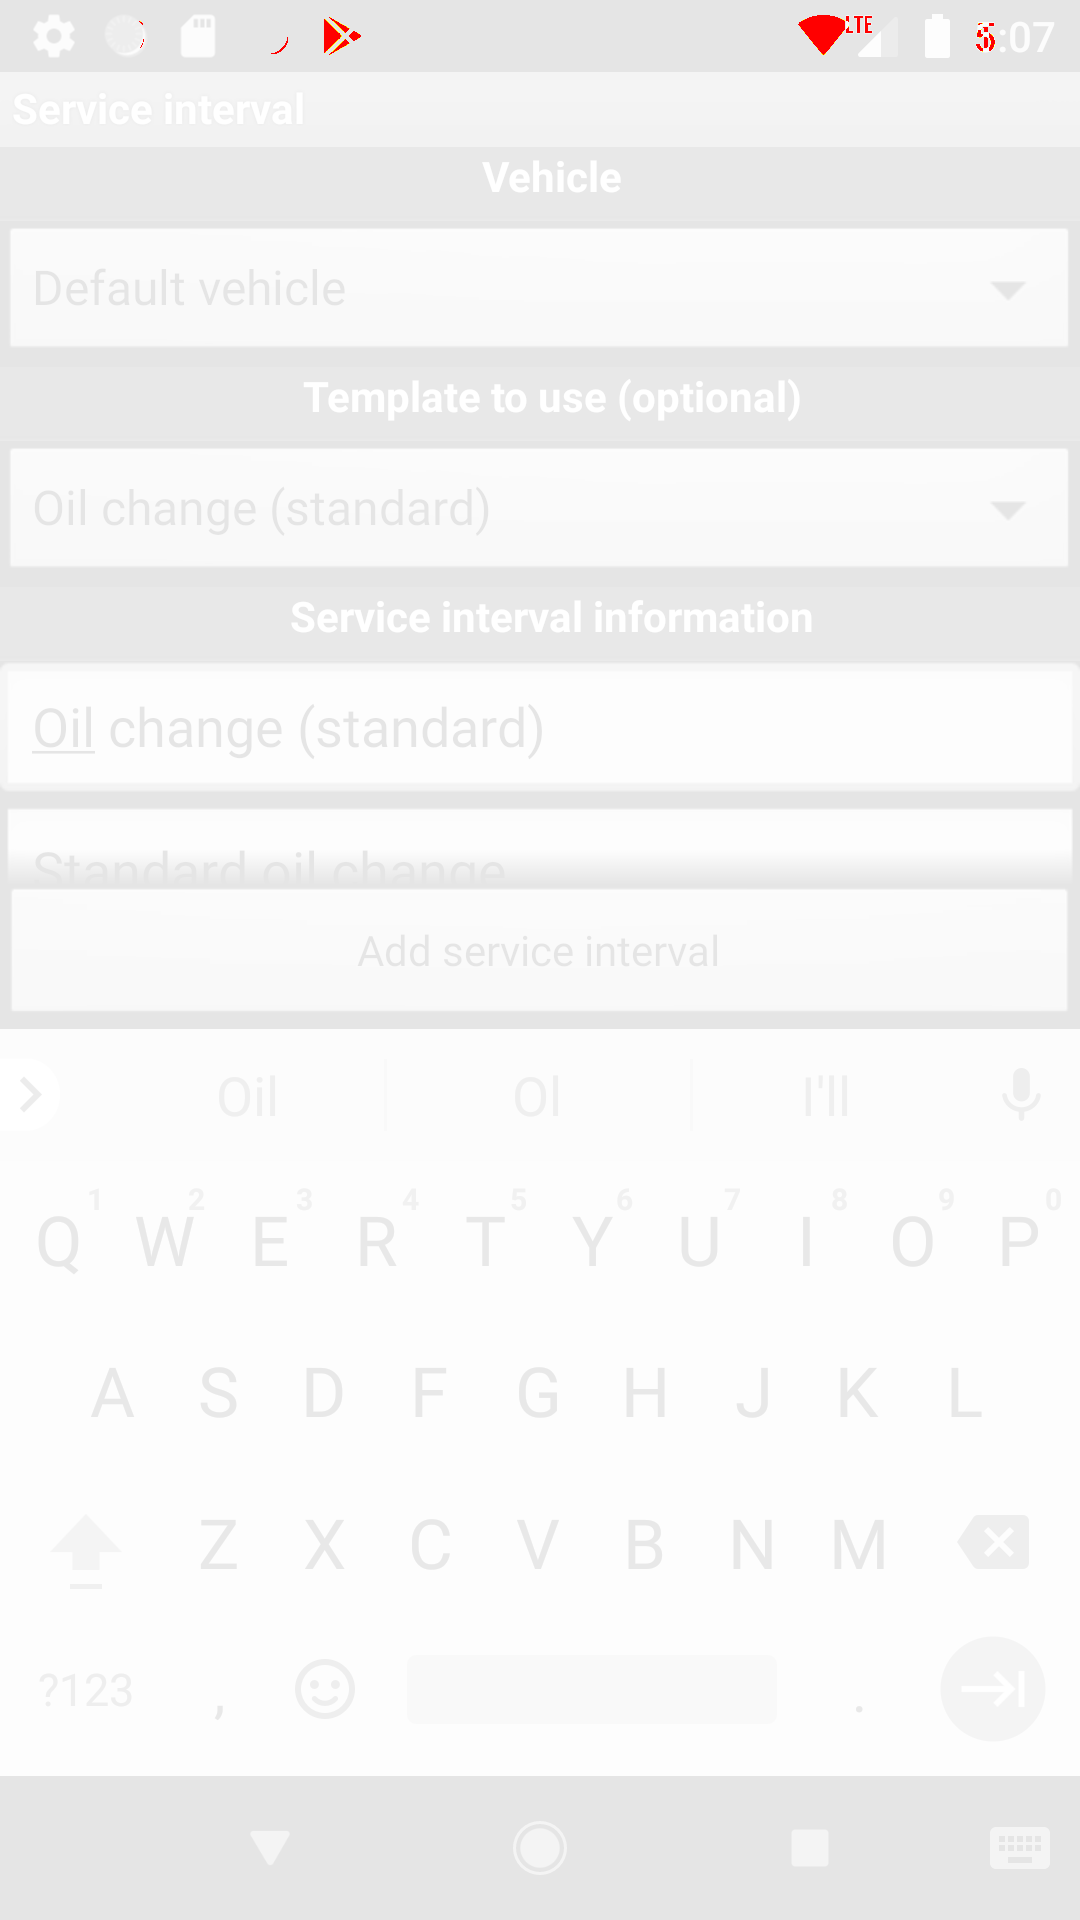 LTE :07
Service interval
Vehicle
Default vehicle
Template to use (optional)
Oil change (standard)
Service interval information
Oil change (standard)
Standard oil change
Add service interval
Oil Ol I'll
1 2 3 4 5 6 7 8 9 0
Q W E R T Y U I O P
A S D F G H J K L
Z X C V B N M
?123 , .